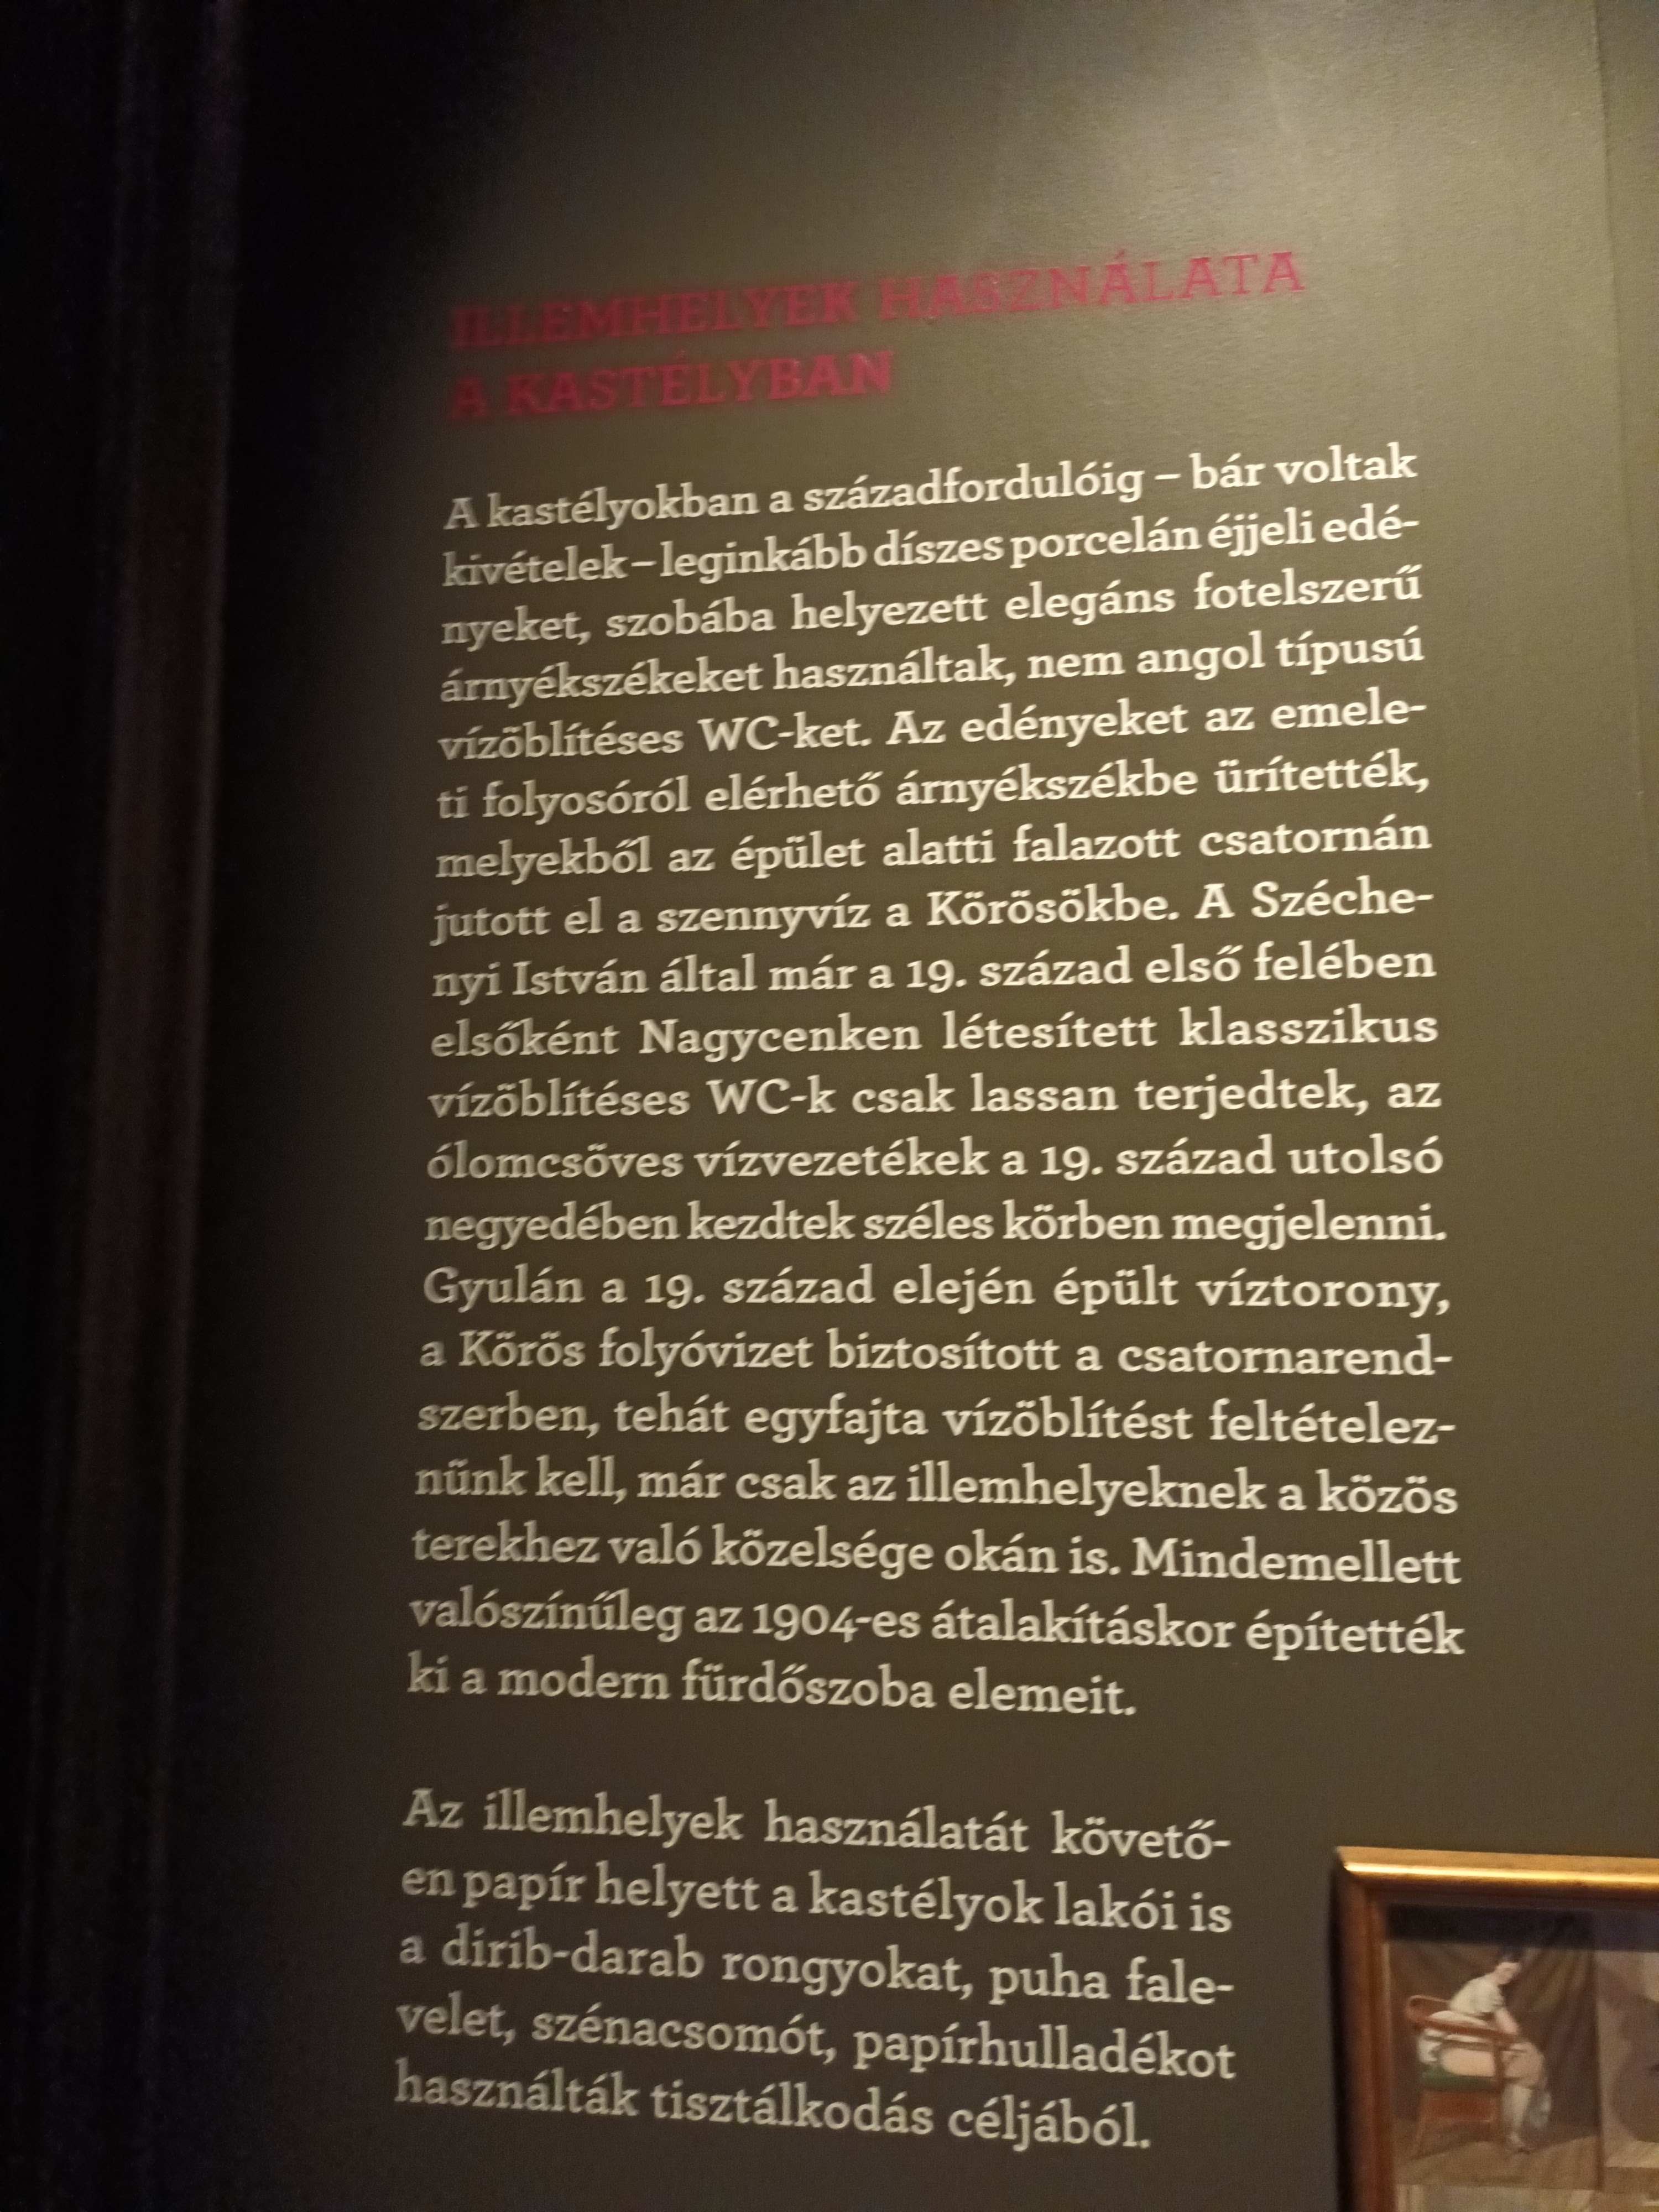 ILLEMHELYEK HASZNÁLATA
A KASTÉLYBAN
A kastélyokban a századfordulóig – bár voltak
kivételek – leginkább díszes porcelán éjjeli edé-
nyeket, szobába helyezett elegáns fotelszerű
árnyékszékeket használtak, nem angol típusú
vízöblítéses WC-ket. Az edényeket az emele-
ti folyosóról elérhető árnyékszékbe ürítették,
melyekből az épület alatti falazott csatornán
jutott el a szennyvíz a Körösökbe. A Széche-
nyi István által már a 19. század első felében
elsőként Nagycenken létesített klasszikus
vízöblítéses WC-k csak lassan terjedtek, az
ólomcsöves vízvezetékek a 19. század utolsó
negyedében kezdtek széles körben megjelenni.
Gyulán a 19. század elején épült víztorony,
a Körös folyóvizet biztosított a csatornarend-
szerben, tehát egyfajta vízöblítést feltételez-
nünk kell, már csak az illemhelyeknek a közös
terekhez való közelsége okán is. Mindemellett
valószínűleg az 1904-es átalakításkor építették
ki a modern fürdőszoba elemeit.
Az illemhelyek használatát követő-
en papír helyett a kastélyok lakói is
a dirib-darab rongyokat, puha fale-
velet, szénacsomót, papírhulladékot
használták tisztálkodás céljából.